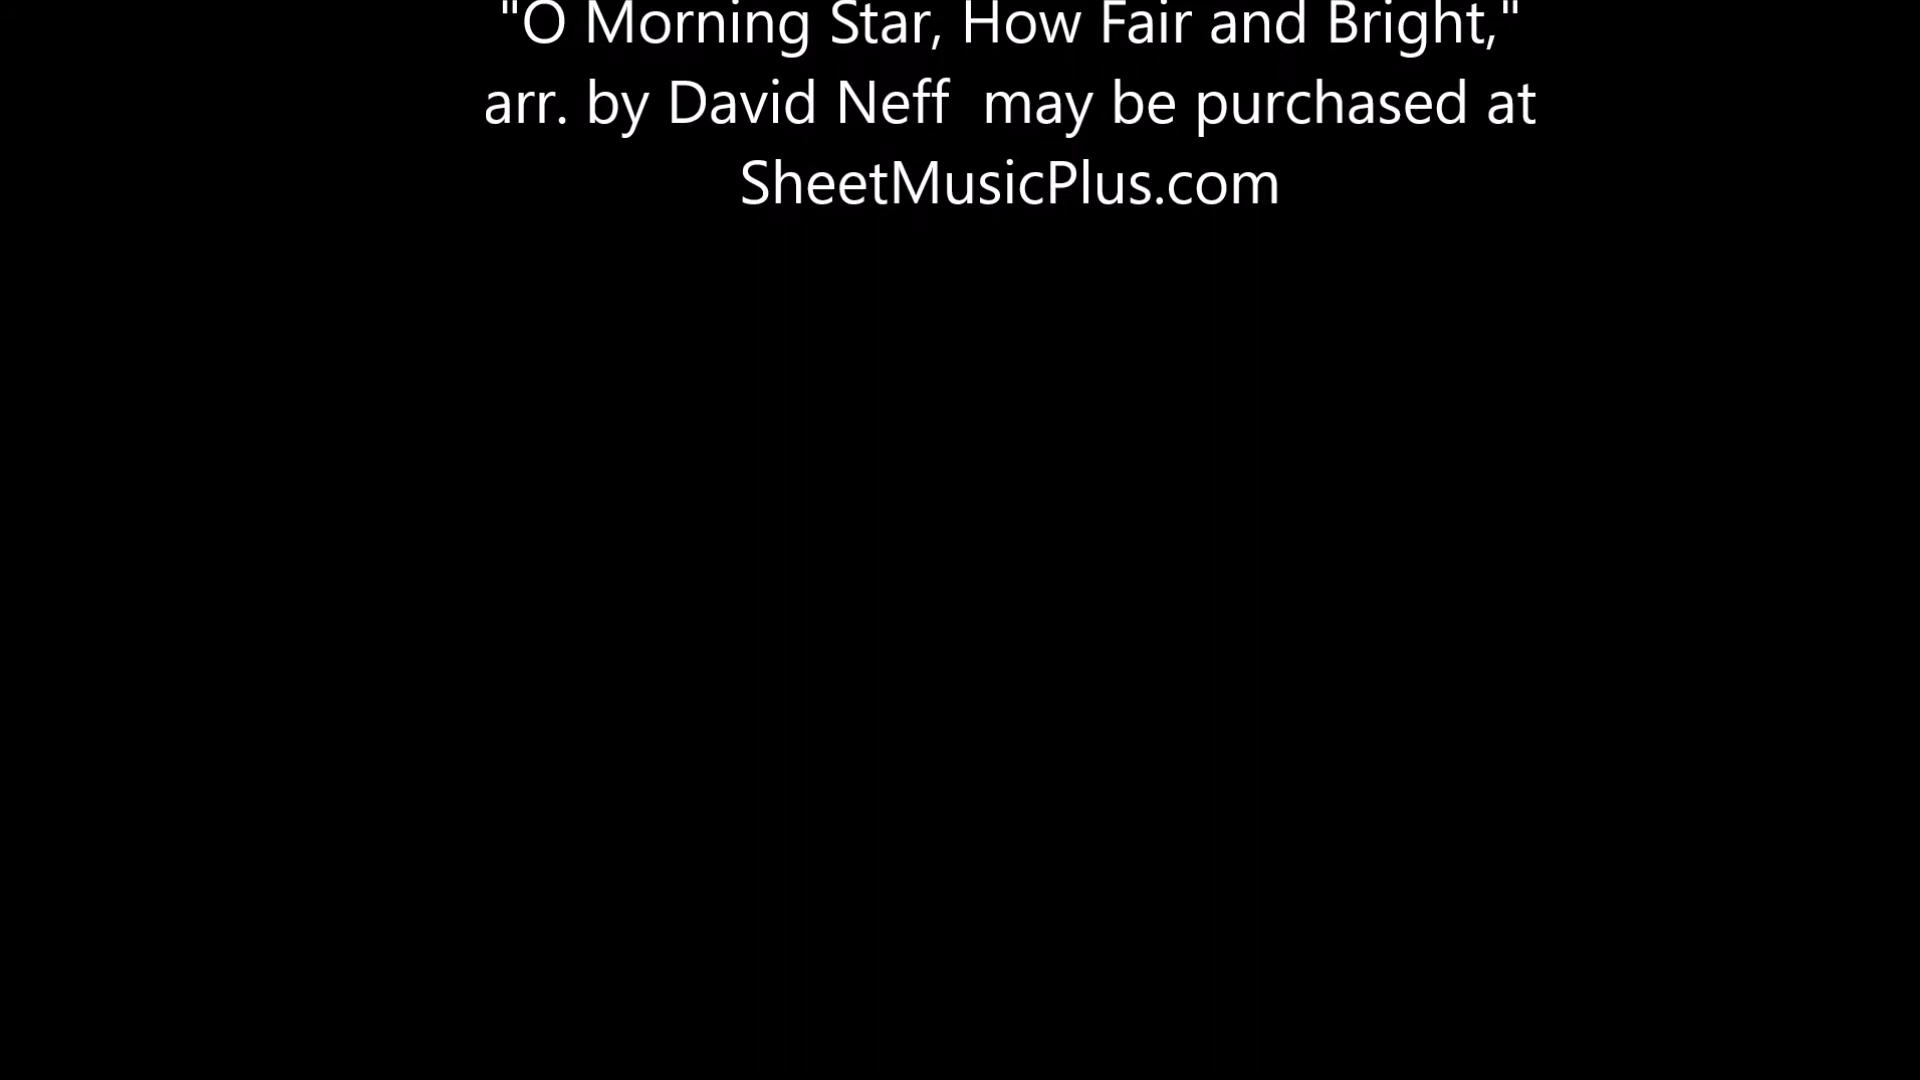 "O Morning Star, How Fair and Bright,"
arr. by David Neff  may be purchased at
SheetMusicPlus.com